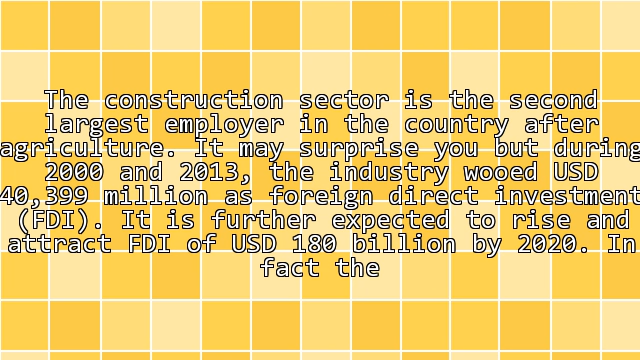 The construction sector is the second
largest employer in the country after
agriculture. It may surprise you but during
2000 and 2013, the industry wooed USD
40,399 million as foreign direct investment
(FDI). It is further expected to rise and
attract FDI of USD 180 billion by 2020. In
fact the